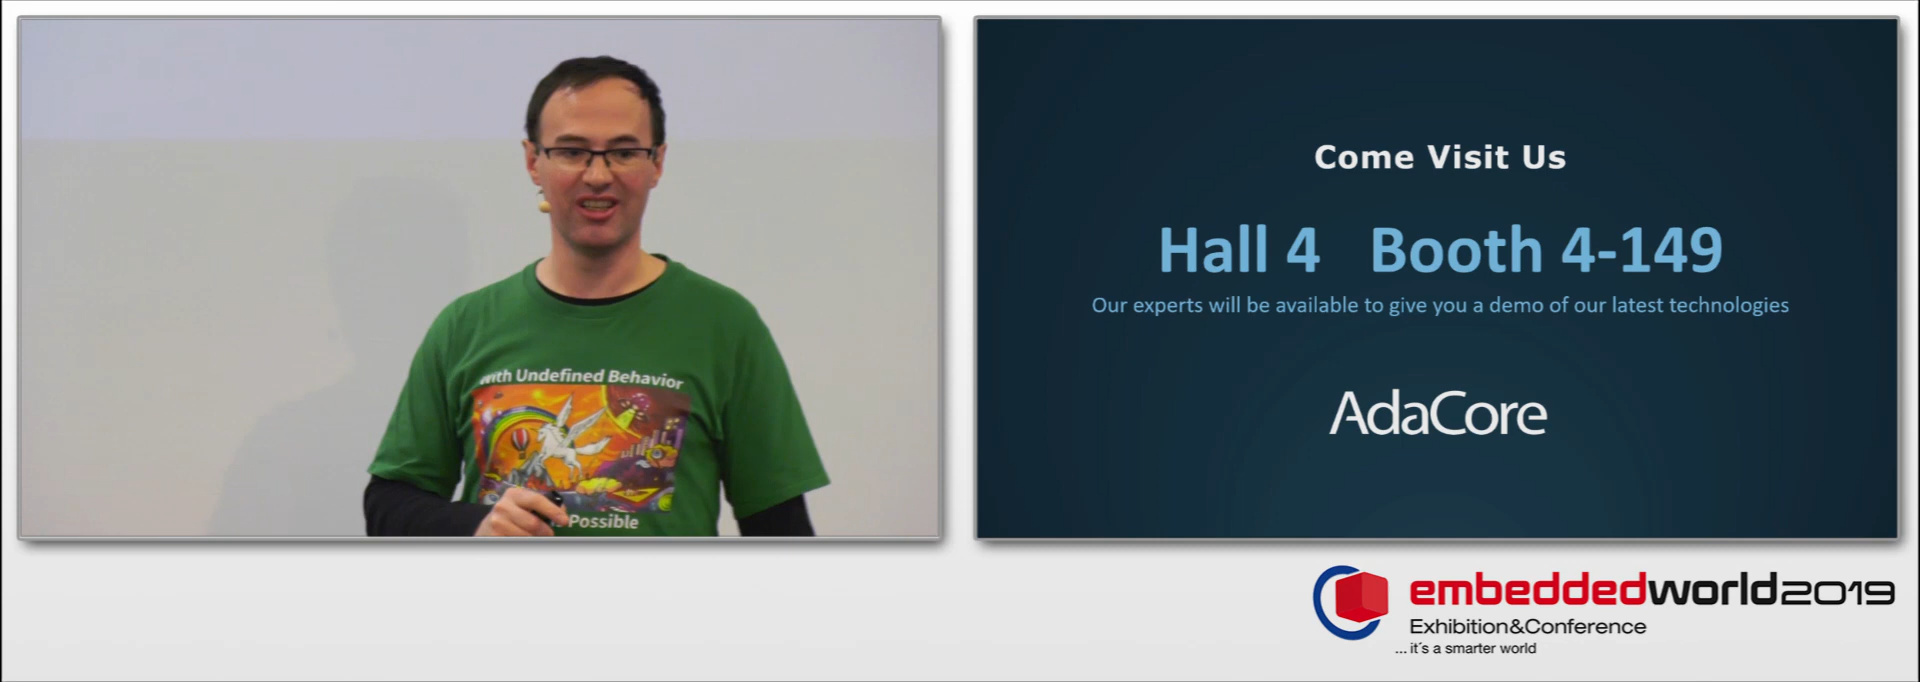 With Undefined Behavior
Possible
Come Visit Us
Hall 4 Booth 4-149
Our experts will be available to give you a demo of our latest technologies
AdaCore
embeddedworld2019
Exhibition&Conference
... it´s a smarter world